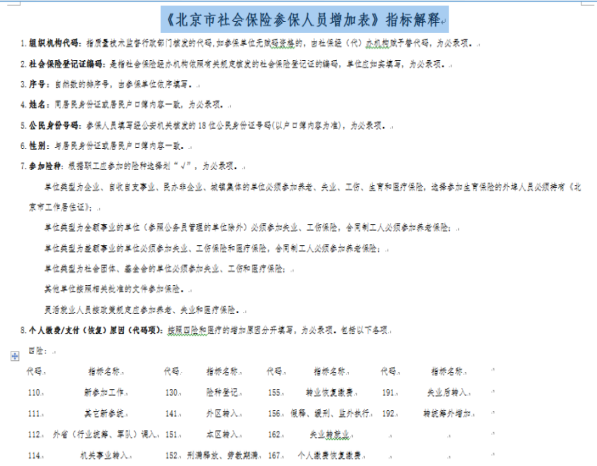 《北京市社会保险参保人员增加表》指标解释
1. 组织机构代码：指质量技术监督行政部门核发的代码，如参保单位无赋码资格的，由社保经（代）办机构赋予替代码，为必录项。
2. 社会保险登记证编码：是指社会保险经办机构依照有关规定核发的社会保险登记证的编码，单位应如实填写，为必录项。
3. 序号：自然数的排序号，由参保单位依序填写。
4. 姓名：同居民身份证或居民户口簿内容一致，为必录项。
5. 公民身份号码：参保人员填写经公安机关核发的 18 位公民身份证号码(以户口簿内容为准)，为必录项。
6. 性别：与居民身份证或居民户口簿内容一致，为必录项。
7. 参加险种：根据职工应参加的险种选择划“√”，为必录项。
单位类型为企业、自收自支事业、民办非企业、城镇集体的单位必须参加养老、失业、工伤、生育和医疗保险，选择参加生育保险的外埠人员必须持有《北
京市工作居住证》；
单位类型为全额事业的单位（参照公务员管理的单位除外）必须参加失业、工伤保险，合同制工人必须参加养老保险；
单位类型为差额事业的单位必须参加失业、工伤保险和医疗保险，合同制工人必须参加养老保险；
单位类型为社会团体、基金会的单位必须参加失业、工伤和医疗保险；
其他单位按照相关批准的文件参加保险。
灵活就业人员按政策规定应参加养老、失业和医疗保险。
8. 个人缴费/支付（恢复）原因（代码项）：按照四险和医疗的增加原因分开填写，为必录项。包括以下各项
四险：
代码 指标名称 代码 指标名称 代码 指标名称 代码 指标名称
110 新参加工作 130 险种登记 155 转业恢复缴费 191 失业后转入
111 其它新参统 141 外区转入 156 假释、缓刑、监外执行 192 转统筹外增加
112 外省（行业统筹、军队）调入 151 本区转入 162 失业转就业
114 机关事业转入 152 刑满释放、劳教期满 167 个人缴费恢复缴费